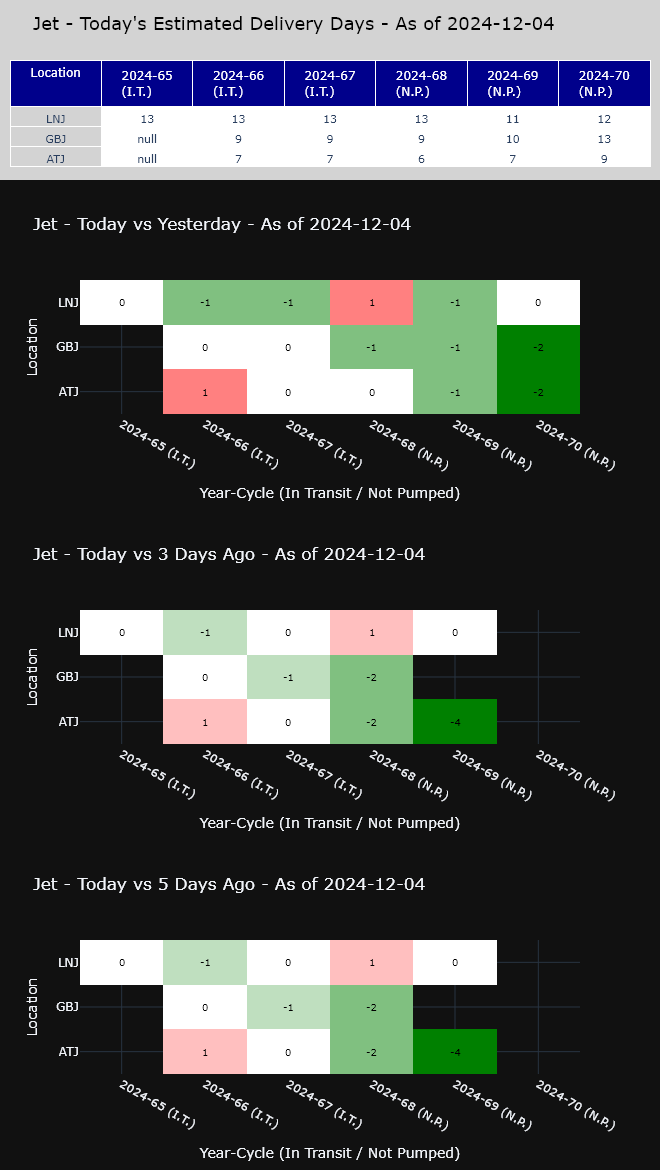 Jet - Today's Estimated Delivery Days - As of 2024-12-04
Location 2024-65 (I.T.) 2024-66 (I.T.) 2024-67 (I.T.) 2024-68 (N.P.) 2024-69 (N.P.) 2024-70 (N.P.)
LNJ 13 13 13 13 11 12
GBJ null 9 9 9 10 13
ATJ null 7 7 6 7 9
Jet - Today vs Yesterday - As of 2024-12-04
Location
LNJ 0 -1 -1 1 -1 0
GBJ 0 0 -1 -1 -2
ATJ 1 0 0 -1 -2
2024-65 (I.T.) 2024-66 (I.T.) 2024-67 (I.T.) 2024-68 (N.P.) 2024-69 (N.P.) 2024-70 (N.P.)
Year-Cycle (In Transit / Not Pumped)
Jet - Today vs 3 Days Ago - As of 2024-12-04
Location
LNJ 0 -1 0 1 0
GBJ 0 -1 -2
ATJ 1 0 -2 -4
2024-65 (I.T.) 2024-66 (I.T.) 2024-67 (I.T.) 2024-68 (N.P.) 2024-69 (N.P.) 2024-70 (N.P.)
Year-Cycle (In Transit / Not Pumped)
Jet - Today vs 5 Days Ago - As of 2024-12-04
Location
LNJ 0 -1 0 1 0
GBJ 0 -1 -2
ATJ 1 0 -2 -4
2024-65 (I.T.) 2024-66 (I.T.) 2024-67 (I.T.) 2024-68 (N.P.) 2024-69 (N.P.) 2024-70 (N.P.)
Year-Cycle (In Transit / Not Pumped)